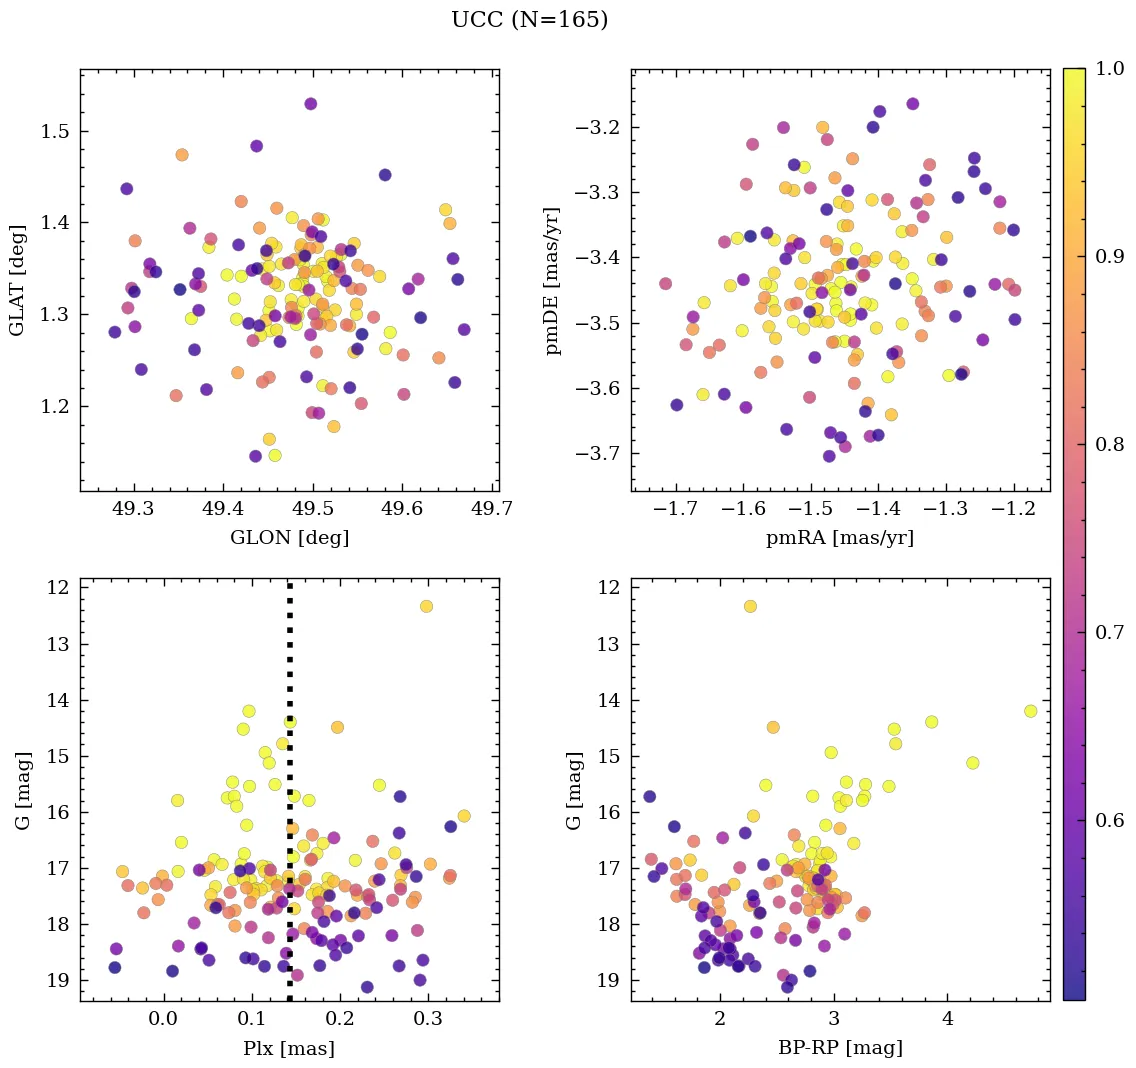 UCC (N=165)
1.5
1.4
1.3
1.2
GLAT [deg]
49.3 49.4 49.5 49.6 49.7
GLON [deg]
−3.2
−3.3
−3.4
−3.5
−3.6
−3.7
pmDE [mas/yr]
−1.7 −1.6 −1.5 −1.4 −1.3 −1.2
pmRA [mas/yr]
12
13
14
15
16
17
18
19
G [mag]
0.0 0.1 0.2 0.3
Plx [mas]
12
13
14
15
16
17
18
19
G [mag]
2 3 4
BP-RP [mag]
1.0
0.9
0.8
0.7
0.6